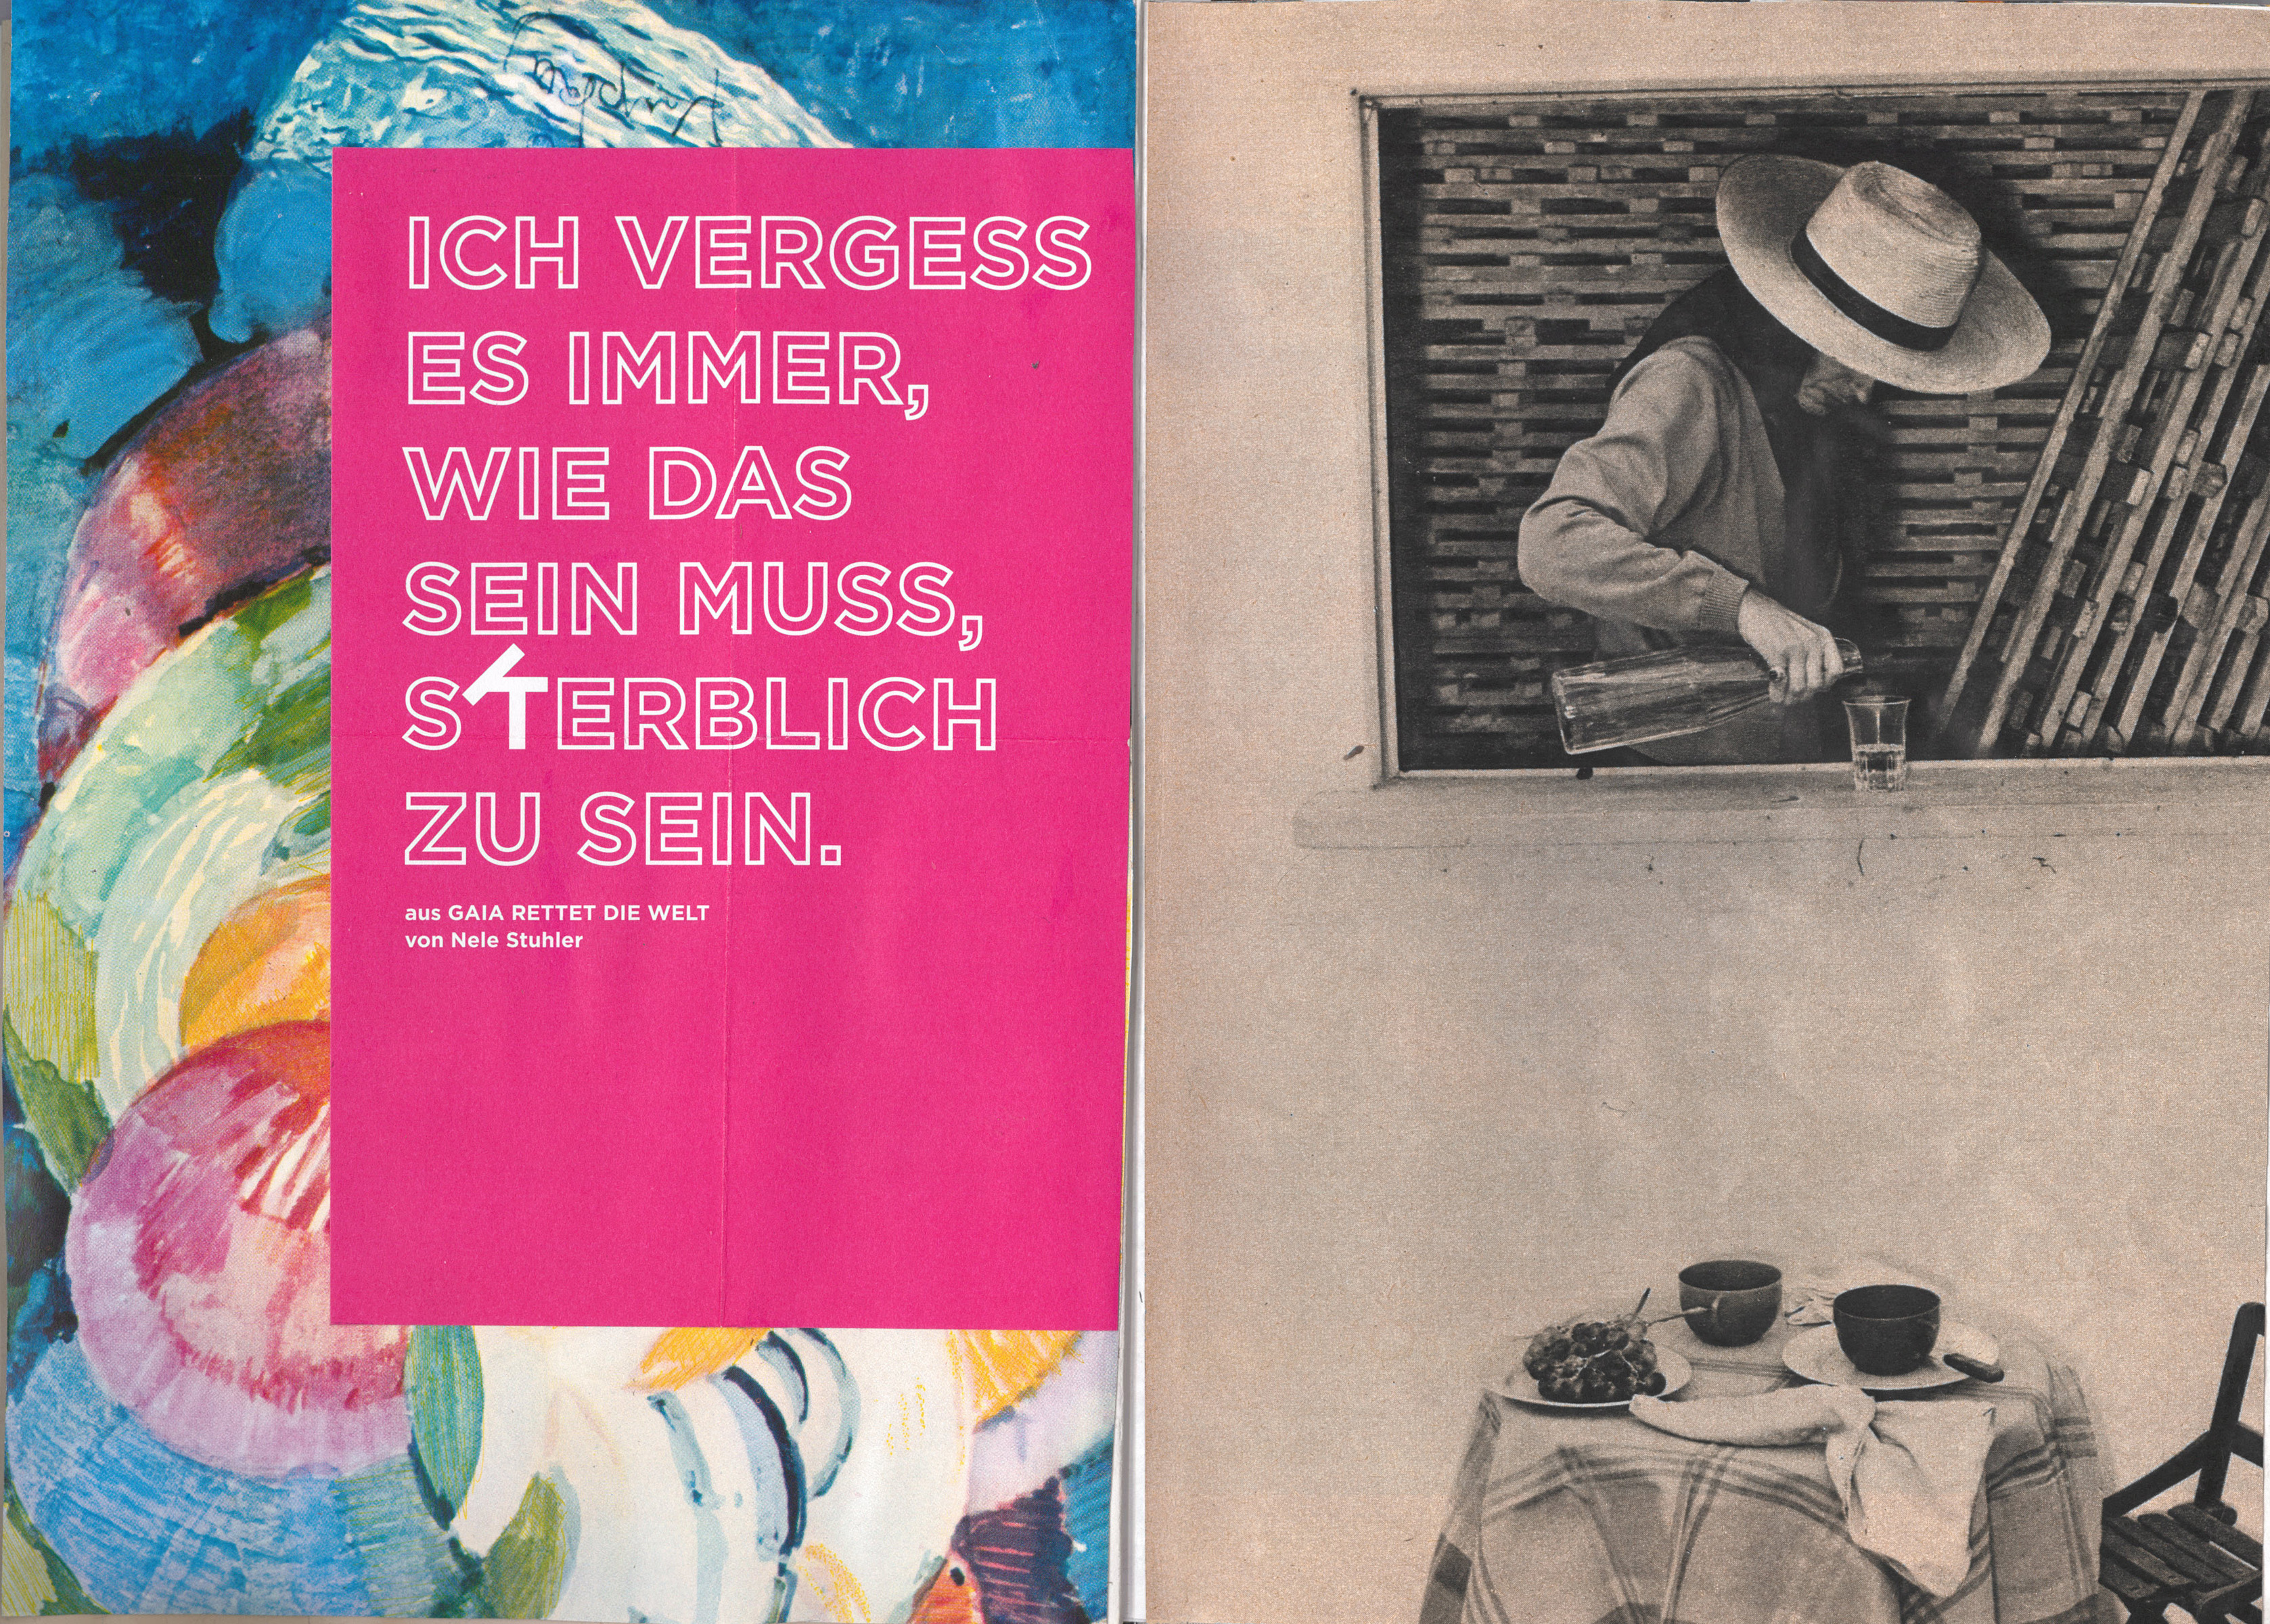 ICH VERGESS
ES IMMER,
WIE DAS
SEIN MUSS,
STERBLICH
ZU SEIN.
aus GAIA RETTET DIE WELT
von Nele Stuhler